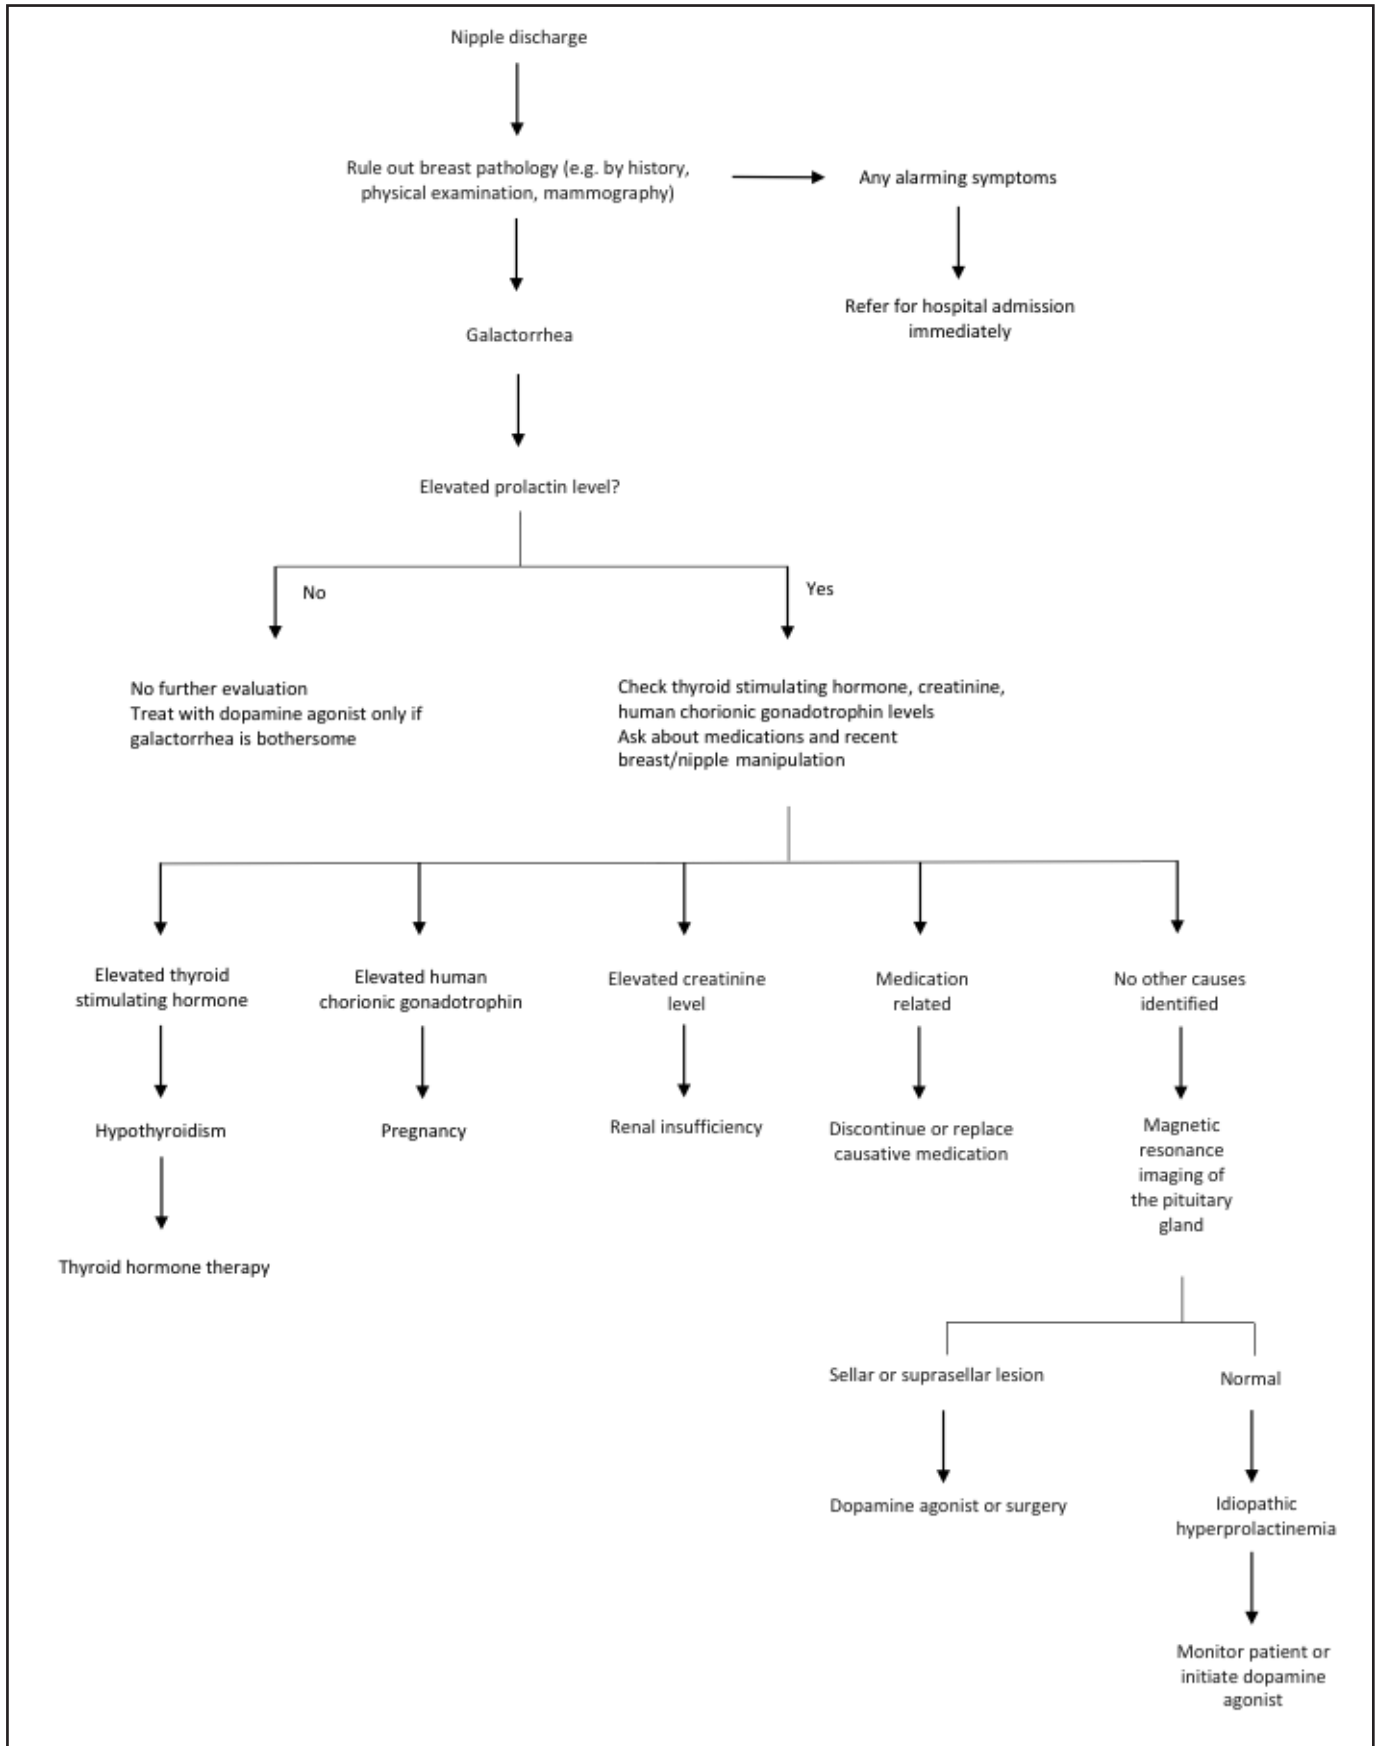 Nipple discharge
Rule out breast pathology (e.g. by history,
physical examination, mammography)
Any alarming symptoms
Refer for hospital admission
immediately
Galactorrhea
Elevated prolactin level?
No
Yes
No further evaluation
Treat with dopamine agonist only if
galactorrhea is bothersome
Check thyroid stimulating hormone, creatinine,
human chorionic gonadotrophin levels
Ask about medications and recent
breast/nipple manipulation
Elevated thyroid
stimulating hormone
Elevated human
chorionic gonadotrophin
Elevated creatinine
level
Medication
related
No other causes
identified
Hypothyroidism
Pregnancy
Renal insufficiency
Discontinue or replace
causative medication
Magnetic
resonance
imaging of
the pituitary
gland
Thyroid hormone therapy
Sellar or suprasellar lesion
Normal
Dopamine agonist or surgery
Idiopathic
hyperprolactinemia
Monitor patient or
initiate dopamine
agonist